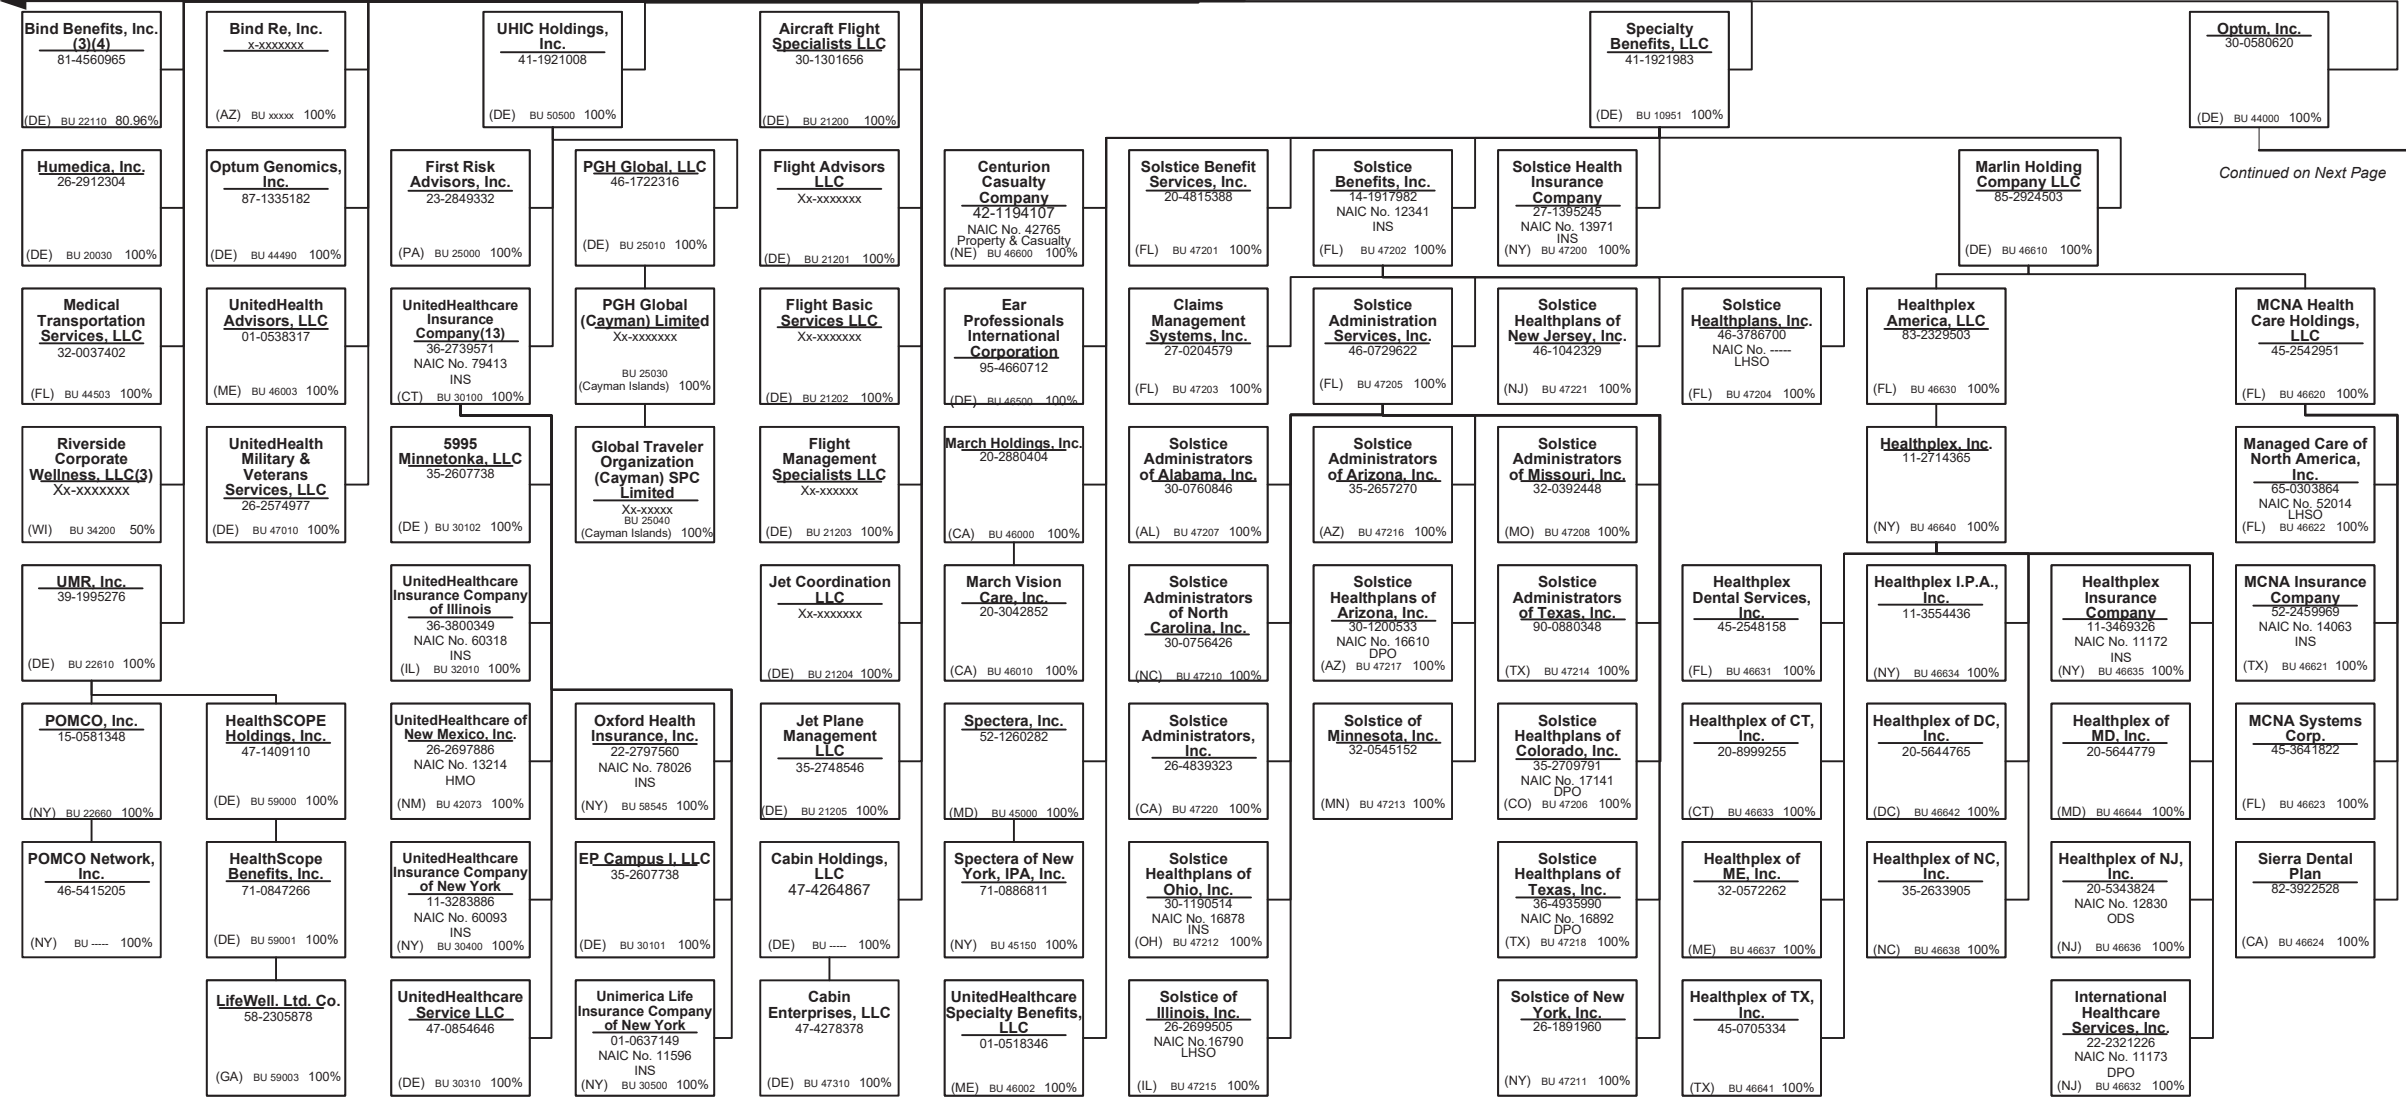 Bind Benefits, Inc.
(3)(4)
81-4560965
(DE) BU 22110 80.96%
Bind Re, Inc.
x-xxxxxxx
(AZ) BU xxxxx 100%
UHIC Holdings,
Inc.
41-1921008
(DE) BU 50500 100%
Aircraft Flight
Specialists LLC
30-1301656
(DE) BU 21200 100%
Specialty
Benefits, LLC
41-1921983
(DE) BU 10951 100%
Optum, Inc.
30-0580620
(DE) BU 44000 100%
Continued on Next Page
Humedica, Inc.
26-2912304
(DE) BU 20030 100%
Optum Genomics,
Inc.
87-1335182
(DE) BU 44490 100%
First Risk
Advisors, Inc.
23-2849332
(PA) BU 25000 100%
PGH Global, LLC
46-1722316
(DE) BU 25010 100%
Flight Advisors
LLC
Xx-xxxxxxx
(DE) BU 21201 100%
Centurion
Casualty
Company
42-1194107
NAIC No. 42765
Property & Casualty
(NE) BU 46600 100%
Solstice Benefit
Services, Inc.
20-4815388
(FL) BU 47201 100%
Solstice
Benefits, Inc.
14-1917982
NAIC No. 12341
INS
(FL) BU 47202 100%
Solstice Health
Insurance
Company
27-1395245
NAIC No. 13971
INS
(NY) BU 47200 100%
Marlin Holding
Company LLC
85-2924503
(DE) BU 46610 100%
Medical
Transportation
Services, LLC
32-0037402
(FL) BU 44503 100%
UnitedHealth
Advisors, LLC
01-0538317
(ME) BU 46003 100%
UnitedHealthcare
Insurance
Company(13)
36-2739571
NAIC No. 79413
INS
(CT) BU 30100 100%
PGH Global
(Cayman) Limited
Xx-xxxxxxx
BU 25030
(Cayman Islands) 100%
Flight Basic
Services LLC
Xx-xxxxxxx
(DE) BU 21202 100%
Ear
Professionals
International
Corporation
95-4660712
(DE) BU 46500 100%
Claims
Management
Systems, Inc.
27-0204579
(FL) BU 47203 100%
Solstice
Administration
Services, Inc.
46-0729622
(FL) BU 47205 100%
Solstice
Healthplans of
New Jersey, Inc.
46-1042329
(NJ) BU 47221 100%
Solstice
Healthplans, Inc.
46-3786700
NAIC No. -----
LHSO
(FL) BU 47204 100%
Healthplex
America, LLC
83-2329503
(FL) BU 46630 100%
MCNA Health
Care Holdings,
LLC
45-2542951
(FL) BU 46620 100%
Riverside
Corporate
Wellness, LLC(3)
Xx-xxxxxxx
(WI) BU 34200 50%
UnitedHealth
Military &
Veterans
Services, LLC
26-2574977
(DE) BU 47010 100%
5995
Minnetonka, LLC
35-2607738
(DE ) BU 30102 100%
Global Traveler
Organization
(Cayman) SPC
Limited
Xx-xxxxx
BU 25040
(Cayman Islands) 100%
Flight
Management
Specialists LLC
Xx-xxxxxx
(DE) BU 21203 100%
March Holdings, Inc.
20-2880404
(CA) BU 46000 100%
Solstice
Administrators
of Alabama, Inc.
30-0760846
(AL) BU 47207 100%
Solstice
Administrators
of Arizona, Inc.
35-2657270
(AZ) BU 47216 100%
Solstice
Administrators
of Missouri, Inc.
32-0392448
(MO) BU 47208 100%
Healthplex, Inc.
11-2714365
(NY) BU 46640 100%
Managed Care of
North America,
Inc.
65-0303864
NAIC No. 52014
LHSO
(FL) BU 46622 100%
UMR, Inc.
39-1995276
(DE) BU 22610 100%
UnitedHealthcare
Insurance Company
of Illinois
36-3800349
NAIC No. 60318
INS
(IL) BU 32010 100%
Jet Coordination
LLC
Xx-xxxxxxx
(DE) BU 21204 100%
March Vision
Care, Inc.
20-3042852
(CA) BU 46010 100%
Solstice
Administrators
of North
Carolina, Inc.
30-0756426
(NC) BU 47210 100%
Solstice
Healthplans of
Arizona, Inc.
30-1200533
NAIC No. 16610
DPO
(AZ) BU 47217 100%
Solstice
Administrators
of Texas, Inc.
90-0880348
(TX) BU 47214 100%
Healthplex
Dental Services,
Inc.
45-2548158
(FL) BU 46631 100%
Healthplex I.P.A.,
Inc.
11-3554436
(NY) BU 46634 100%
Healthplex
Insurance
Company
11-3469326
NAIC No. 11172
INS
(NY) BU 46635 100%
MCNA Insurance
Company
52-2459969
NAIC No. 14063
INS
(TX) BU 46621 100%
POMCO, Inc.
15-0581348
(NY) BU 22660 100%
HealthSCOPE
Holdings, Inc.
47-1409110
(DE) BU 59000 100%
UnitedHealthcare of
New Mexico, Inc.
26-2697886
NAIC No. 13214
HMO
(NM) BU 42073 100%
Oxford Health
Insurance, Inc.
22-2797560
NAIC No. 78026
INS
(NY) BU 58545 100%
Jet Plane
Management
LLC
35-2748546
(DE) BU 21205 100%
Spectera, Inc.
52-1260282
(MD) BU 45000 100%
Solstice
Administrators,
Inc.
26-4839323
(CA) BU 47220 100%
Solstice of
Minnesota, Inc.
32-0545152
(MN) BU 47213 100%
Solstice
Healthplans of
Colorado, Inc.
35-2709791
NAIC No. 17141
DPO
(CO) BU 47206 100%
Healthplex of CT,
Inc.
20-8999255
(CT) BU 46633 100%
Healthplex of DC,
Inc.
20-5644765
(DC) BU 46642 100%
Healthplex of
MD, Inc.
20-5644779
(MD) BU 46644 100%
MCNA Systems
Corp.
45-3641822
(FL) BU 46623 100%
POMCO Network,
Inc.
46-5415205
(NY) BU ----- 100%
HealthScope
Benefits, Inc.
71-0847266
(DE) BU 59001 100%
UnitedHealthcare
Insurance Company
of New York
11-3283886
NAIC No. 60093
INS
(NY) BU 30400 100%
EP Campus I, LLC
35-2607738
(DE) BU 30101 100%
Cabin Holdings,
LLC
47-4264867
(DE) BU ----- 100%
Spectera of New
York, IPA, Inc.
71-0886811
(NY) BU 45150 100%
Solstice
Healthplans of
Ohio, Inc.
30-1190514
NAIC No. 16878
INS
(OH) BU 47212 100%
Solstice
Healthplans of
Texas, Inc.
36-4935990
NAIC No. 16892
DPO
(TX) BU 47218 100%
Healthplex of
ME, Inc.
32-0572262
(ME) BU 46637 100%
Healthplex of NC,
Inc.
35-2633905
(NC) BU 46638 100%
Healthplex of NJ,
Inc.
20-5343824
NAIC No. 12830
ODS
(NJ) BU 46636 100%
Sierra Dental
Plan
82-3922528
(CA) BU 46624 100%
LifeWell. Ltd. Co.
58-2305878
(GA) BU 59003 100%
UnitedHealthcare
Service LLC
47-0854646
(DE) BU 30310 100%
Unimerica Life
Insurance Company
of New York
01-0637149
NAIC No. 11596
INS
(NY) BU 30500 100%
Cabin
Enterprises, LLC
47-4278378
(DE) BU 47310 100%
UnitedHealthcare
Specialty Benefits,
LLC
01-0518346
(ME) BU 46002 100%
Solstice of
Illinois, Inc.
26-2699505
NAIC No.16790
LHSO
(IL) BU 47215 100%
Solstice of New
York, Inc.
26-1891960
(NY) BU 47211 100%
Healthplex of TX,
Inc.
45-0705334
(TX) BU 46641 100%
International
Healthcare
Services, Inc.
22-2321226
NAIC No. 11173
DPO
(NJ) BU 46632 100%